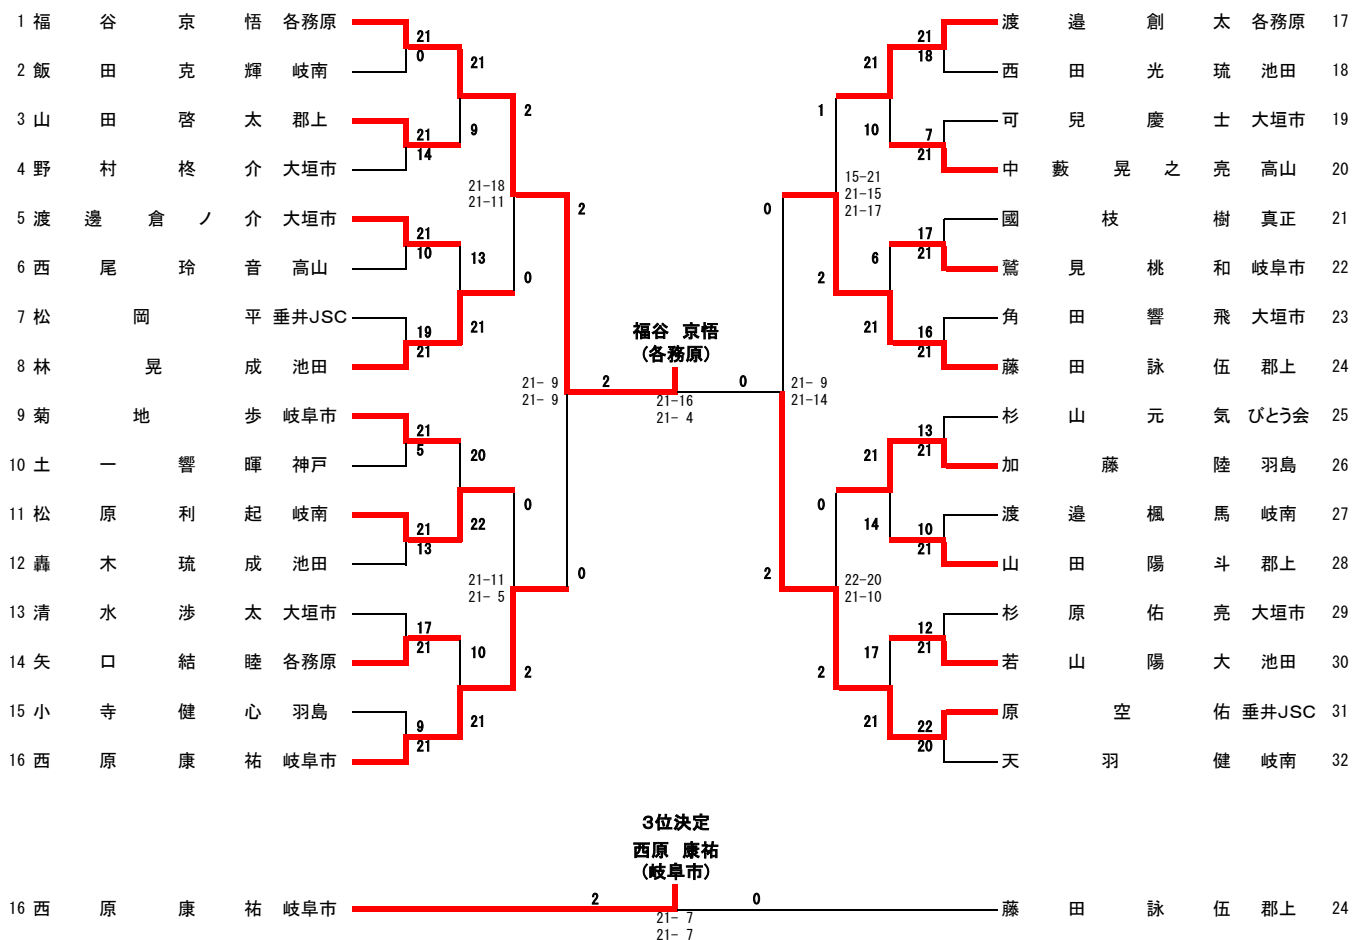 1 福谷京悟 各務原
2 飯田克輝 岐南
3 山田啓太 郡上
4 野村柊介 大垣市
5 渡邊倉ノ介 大垣市
6 西尾玲音 高山
7 松岡平 垂井JSC
8 林晃成 池田
9 菊地歩 岐阜市
10 土一響暉 神戸
11 松原利起 岐南
12 轟木琉成 池田
13 清水渉太 大垣市
14 矢口結睦 各務原
15 小寺健心 羽島
16 西原康祐 岐阜市
21
0
21
14
21
10
19
21
21
5
21
13
17
21
9
21
21
9
13
21
20
22
10
21
2
21-18
21-11
0
0
21-11
21- 5
2
2
21- 9
21- 9
0
福谷 京悟
(各務原)
2
0
21-16
21- 4
0
21- 9
21-14
2
1
15-21
21-15
21-17
2
0
22-20
21-10
2
21
10
6
21
21
14
17
21
21
18
7
21
17
21
16
21
13
21
10
21
12
21
22
20
渡邉創太 各務原 17
西田光琉 池田 18
可兒慶士 大垣市 19
中藪晃之亮 高山 20
國枝樹 真正 21
鷲見桃和 岐阜市 22
角田響飛 大垣市 23
藤田詠伍 郡上 24
杉山元気 びとう会 25
加藤陸 羽島 26
渡邉楓馬 岐南 27
山田陽斗 郡上 28
杉原佑亮 大垣市 29
若山陽大 池田 30
原空佑 垂井JSC 31
天羽健 岐南 32
3位決定
西原 康祐
(岐阜市)
16 西原康祐 岐阜市
2
0
21- 7
21- 7
藤田詠伍 郡上 24